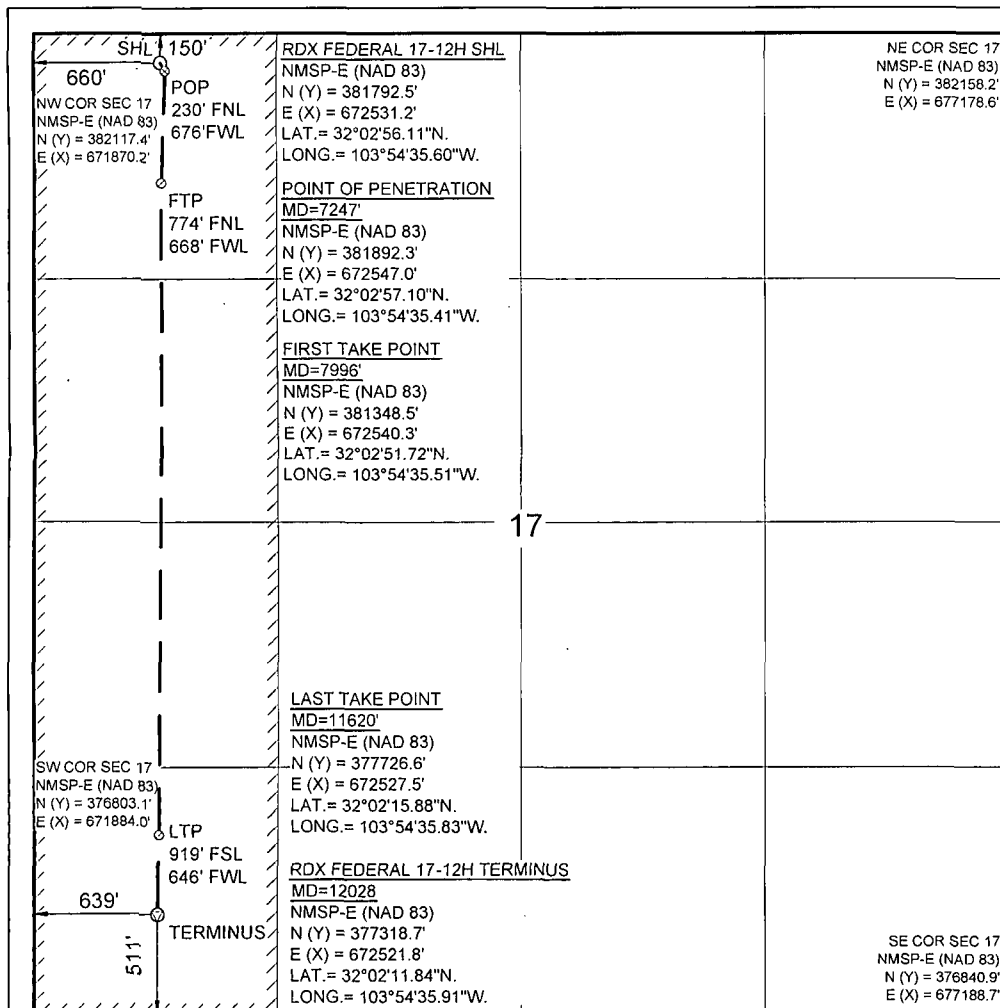 SHL 150'
660'
POP
230' FNL
676'FWL
NW COR SEC 17
NMSP-E (NAD 83)
N (Y) = 382117.4'
E (X) = 671870.2'
FTP
774' FNL
668' FWL
RDX FEDERAL 17-12H SHL
NMSP-E (NAD 83)
N (Y) = 381792.5'
E (X) = 672531.2'
LAT.= 32°02'56.11"N.
LONG.= 103°54'35.60"W.
POINT OF PENETRATION
MD=7247'
NMSP-E (NAD 83)
N (Y) = 381892.3'
E (X) = 672547.0'
LAT.= 32°02'57.10"N.
LONG.= 103°54'35.41"W.
FIRST TAKE POINT
MD=7996'
NMSP-E (NAD 83)
N (Y) = 381348.5'
E (X) = 672540.3'
LAT.= 32°02'51.72"N.
LONG.= 103°54'35.51"W.
NE COR SEC 17
NMSP-E (NAD 83)
N (Y) = 382158.2'
E (X) = 677178.6'
17
LAST TAKE POINT
MD=11620'
NMSP-E (NAD 83)
N (Y) = 377726.6'
E (X) = 672527.5'
LAT.= 32°02'15.88"N.
LONG.= 103°54'35.83"W.
SW COR SEC 17
NMSP-E (NAD 83)
N (Y) = 376803.1'
E (X) = 671884.0'
LTP
919' FSL
646' FWL
639'
TERMINUS
511'
RDX FEDERAL 17-12H TERMINUS
MD=12028
NMSP-E (NAD 83)
N (Y) = 377318.7'
E (X) = 672521.8'
LAT.= 32°02'11.84"N.
LONG.= 103°54'35.91"W.
SE COR SEC 17
NMSP-E (NAD 83)
N (Y) = 376840.9'
E (X) = 677188.7'